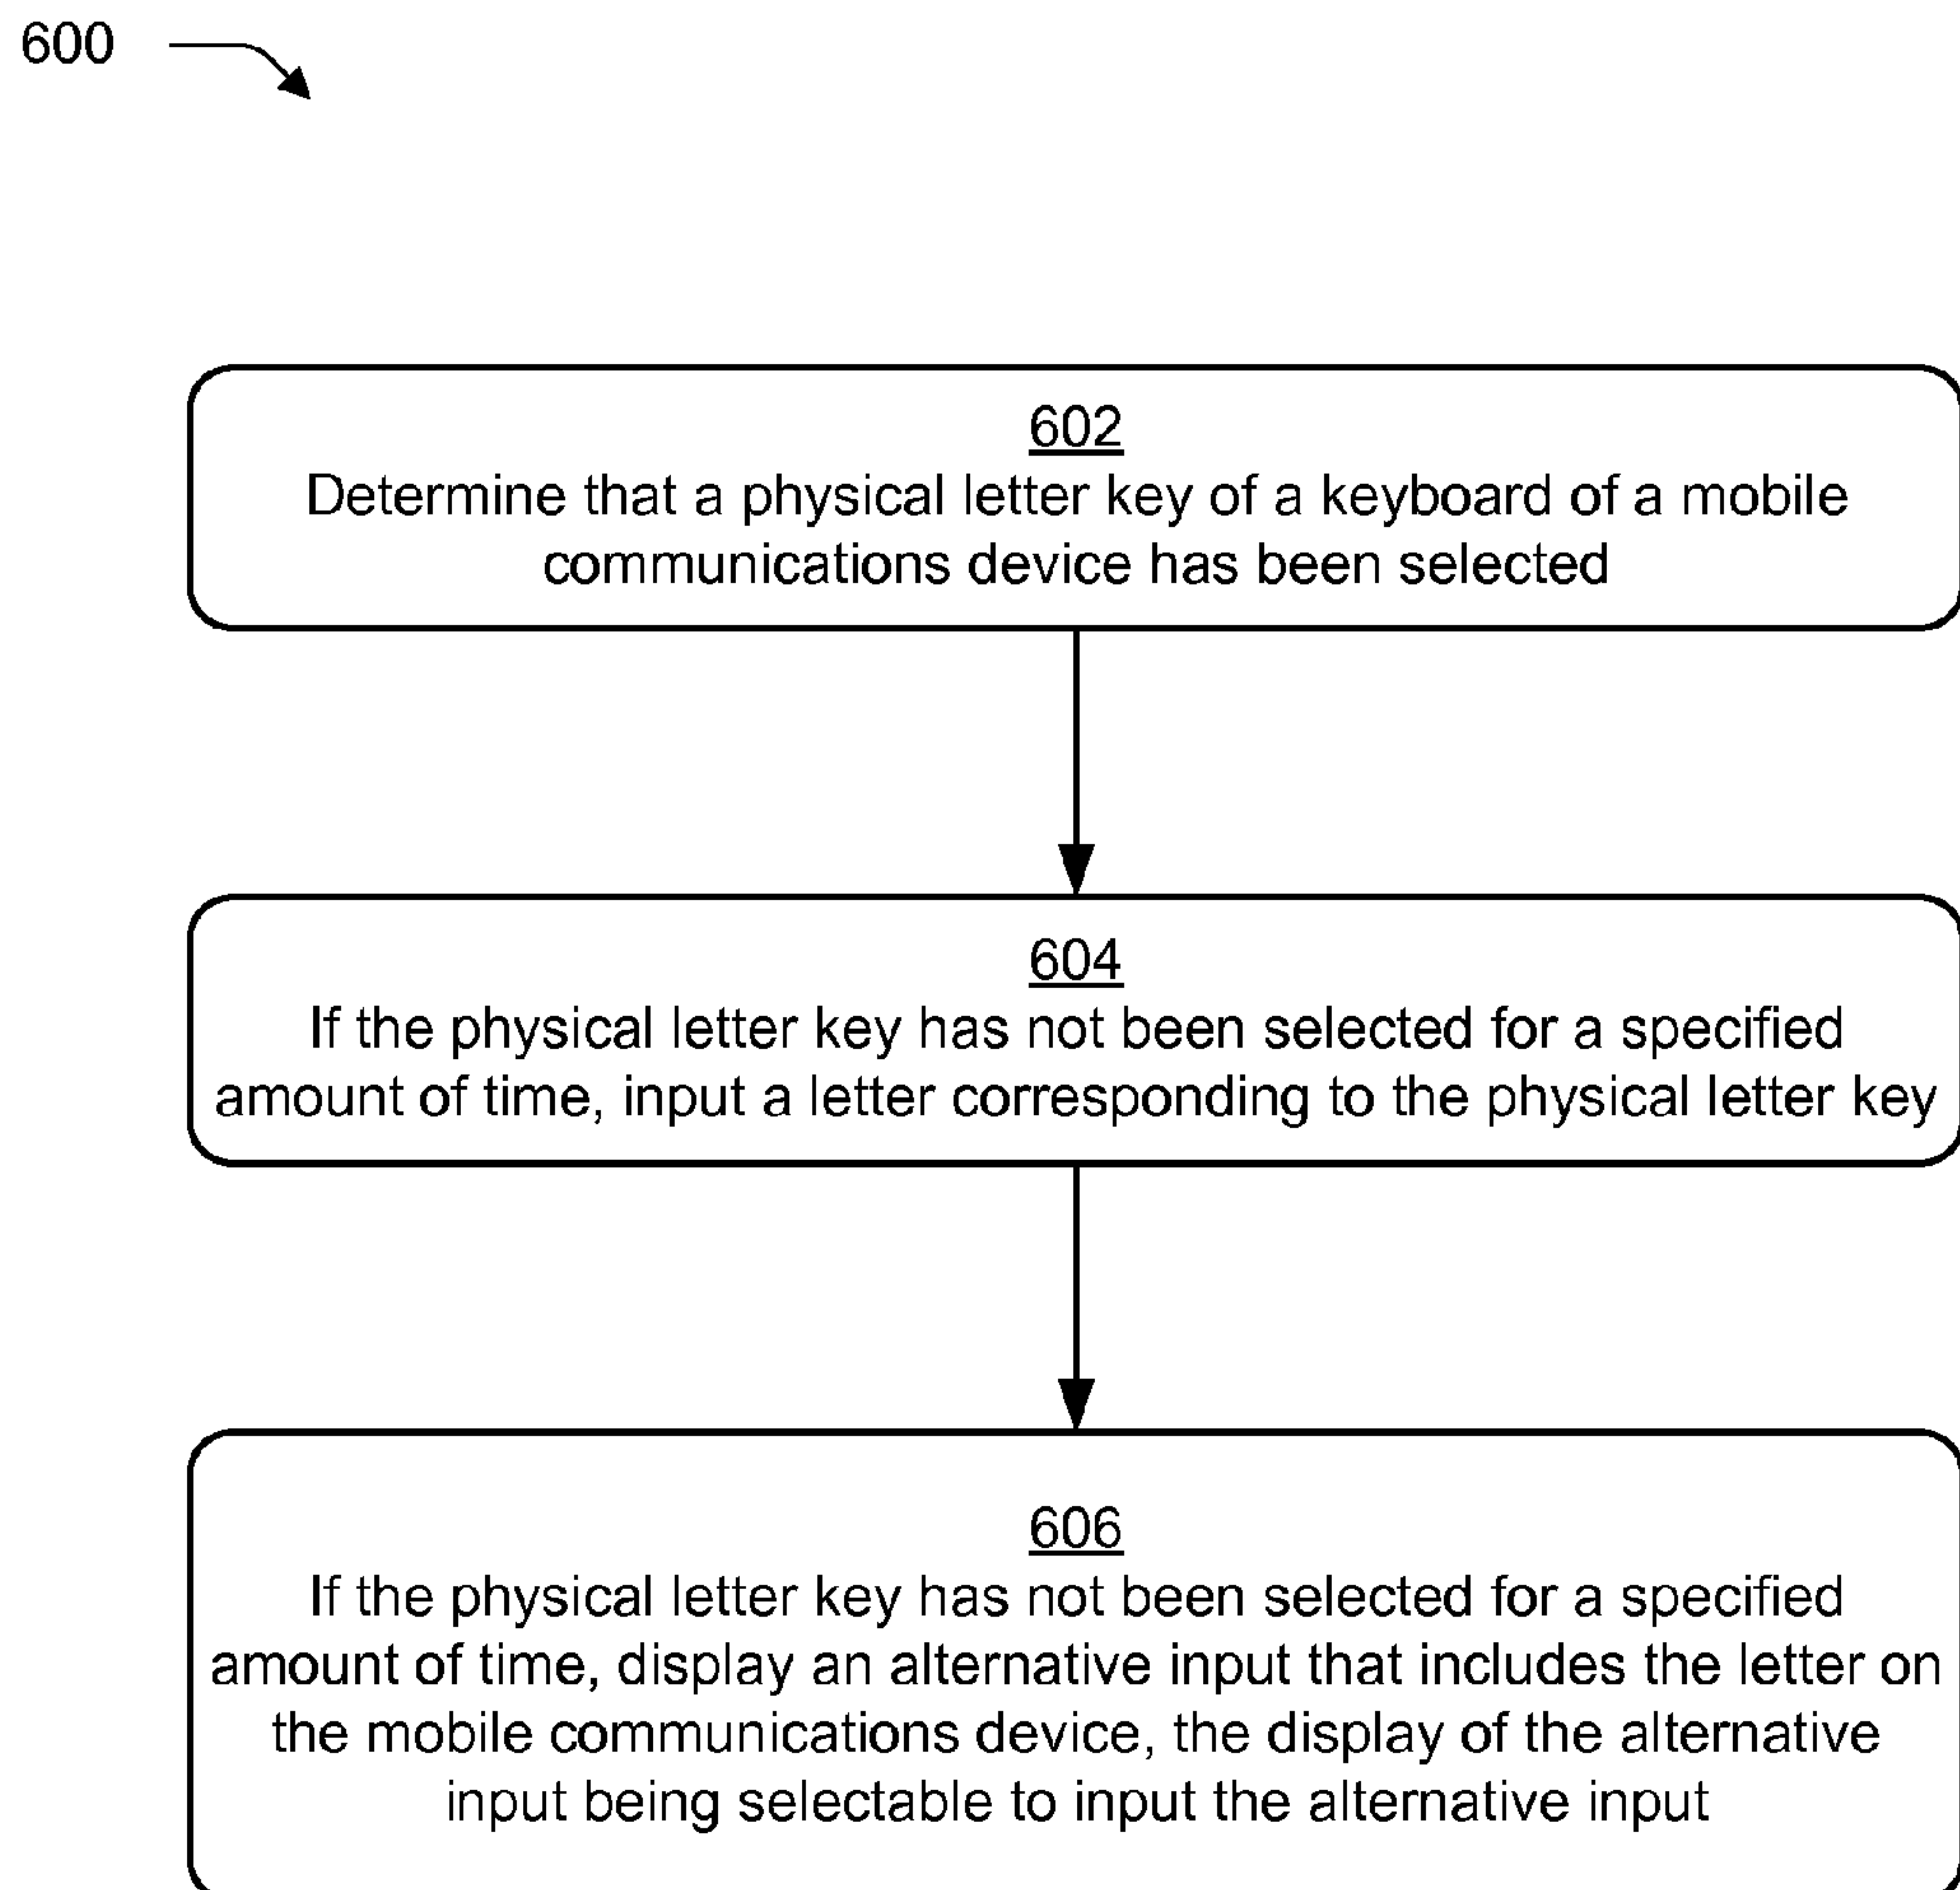 600
602
Determine that a physical letter key of a keyboard of a mobile
communications device has been selected
604
If the physical letter key has not been selected for a specified
amount of time, input a letter corresponding to the physical letter key
606
If the physical letter key has not been selected for a specified
amount of time, display an alternative input that includes the letter on
the mobile communications device, the display of the alternative
input being selectable to input the alternative input